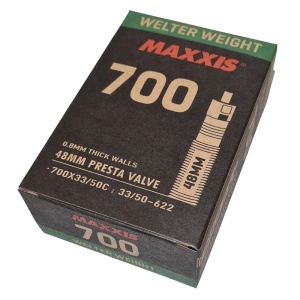 WELTER WEIGHT
MAXXIS®
700
0.8MM THICK WALLS
48MM PRESTA VALVE
700X33/50C ; 33/50-622
48MM
MAXXIS
700
WELTER WEIGHT